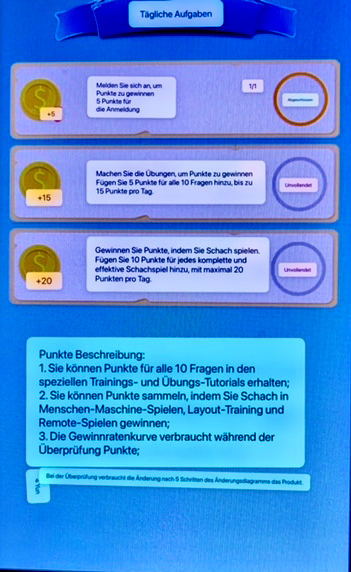 Tägliche Aufgaben
Melden Sie sich an, um
Punkte zu gewinnen
5 Punkte für
die Anmeldung
1/1
Abgeschlossen
+5
Machen Sie die Übungen, um Punkte zu gewinnen
Fügen Sie 5 Punkte für alle 10 Fragen hinzu, bis zu
15 Punkte pro Tag.
Unvollendet
+15
Gewinnen Sie Punkte, indem Sie Schach spielen.
Fügen Sie 10 Punkte für jedes komplette und
effektive Schachspiel hinzu, mit maximal 20
Punkten pro Tag.
Unvollendet
+20
Punkte Beschreibung:
1. Sie können Punkte für alle 10 Fragen in den
speziellen Trainings- und Übungs-Tutorials erhalten;
2. Sie können Punkte sammeln, indem Sie Schach in
Menschen-Maschine-Spielen, Layout-Training und
Remote-Spielen gewinnen;
3. Die Gewinnratenkurve verbraucht während der
Überprüfung Punkte;
Bei der Überprüfung verbraucht die Änderung nach 5 Schritten des Änderungsdiagramms das Produkt.